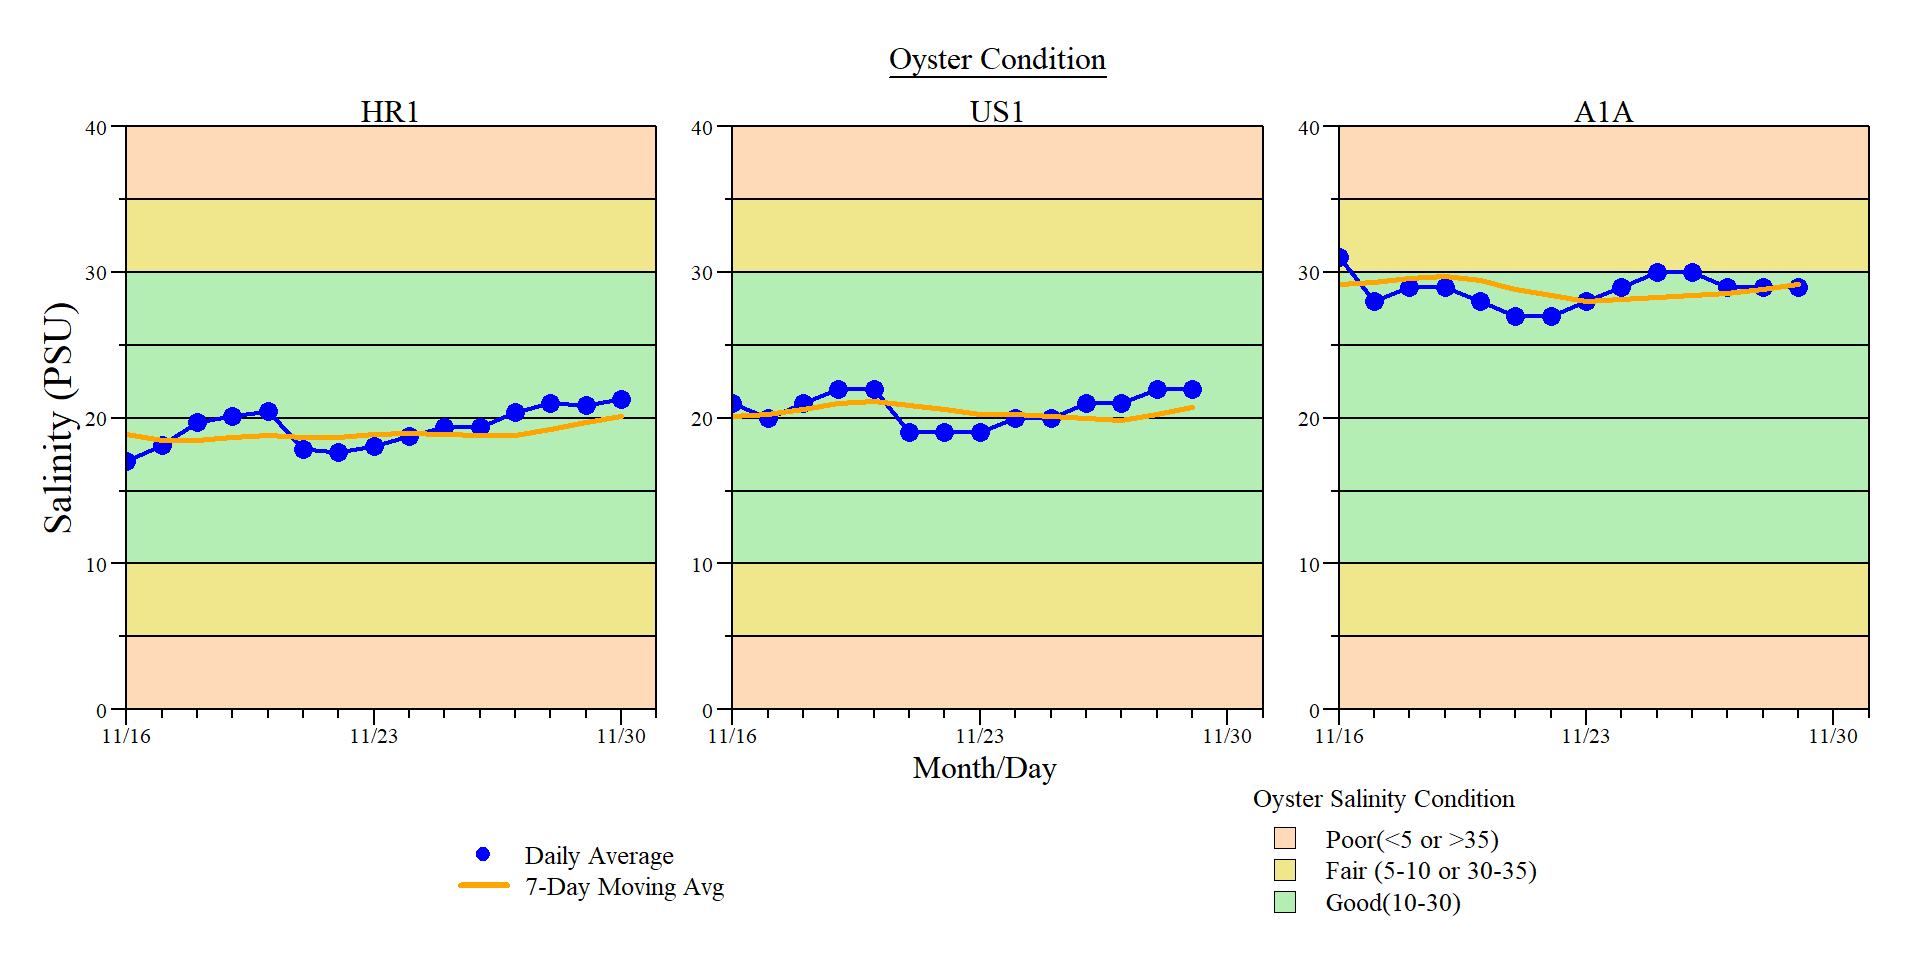 Oyster Condition
HR1
US1
A1A
Salinity (PSU)
40
30
20
10
0
11/16
11/23
11/30
40
30
20
10
0
11/16
11/23
11/30
40
30
20
10
0
11/16
11/23
11/30
Month/Day
Daily Average
7-Day Moving Avg
Oyster Salinity Condition
Poor(<5 or >35)
Fair (5-10 or 30-35)
Good(10-30)